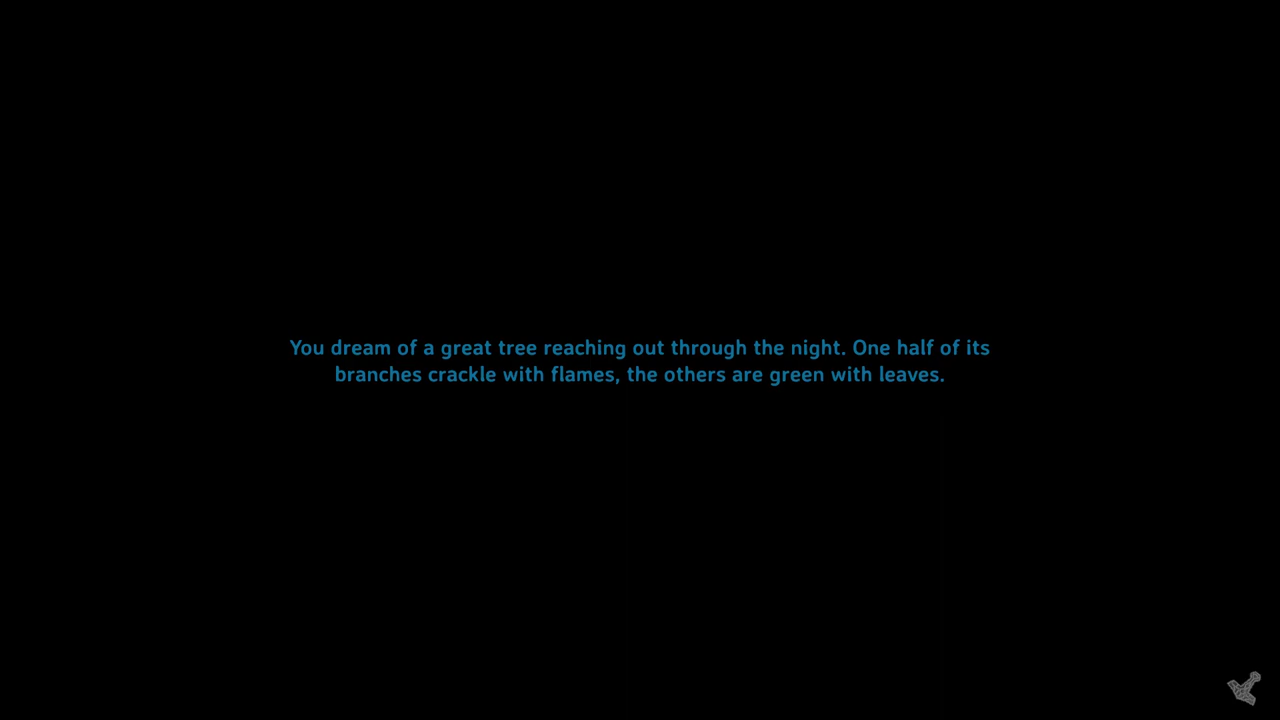 You dream of a great tree reaching out through the night. One half of its
branches crackle with flames, the others are green with leaves.